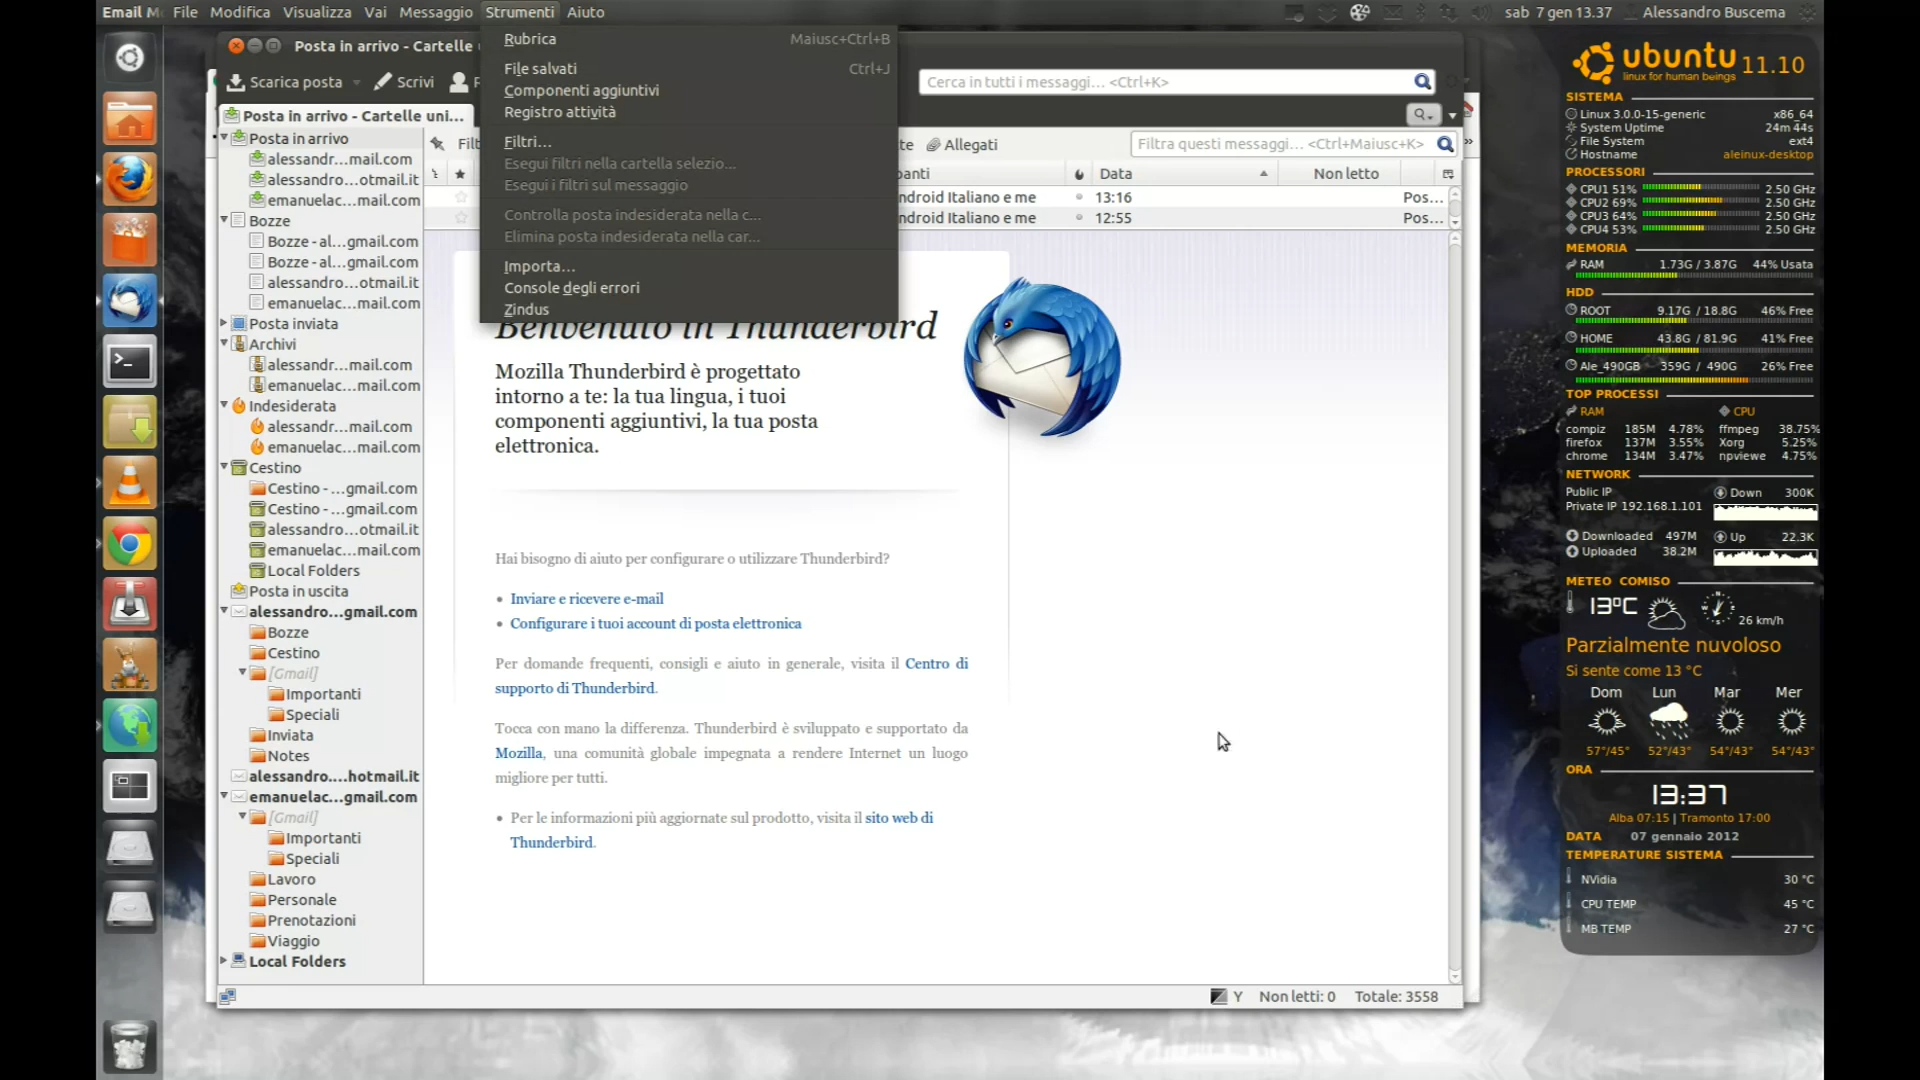 Email M File Modifica Visualizza Vai Messaggio Strumenti Aiuto
sab 7 gen 13.37 Alessandro Buscema
Posta in arrivo - Cartelle
Scarica posta Scrivi
Cerca in tutti i messaggi... <Ctrl+K>
Rubrica Maiusc+Ctrl+B
File salvati Ctrl+J
Componenti aggiuntivi
Registro attività
Filtri...
Esegui filtri nella cartella selezio...
Esegui i filtri sul messaggio
Controlla posta indesiderata nella c...
Elimina posta indesiderata nella car...
Importa...
Console degli errori
Zindus
Posta in arrivo - Cartelle uni...
Posta in arrivo
alessandr...mail.com
alessandro...otmail.it
emanuelac...mail.com
Bozze
Bozze - al...gmail.com
Bozze - al...gmail.com
alessandro...otmail.it
emanuelac...mail.com
Posta inviata
Archivi
alessandr...mail.com
emanuelac...mail.com
Indesiderata
alessandr...mail.com
emanuelac...mail.com
Cestino
Cestino - ...gmail.com
Cestino - ...gmail.com
alessandro...otmail.it
emanuelac...mail.com
Local Folders
Posta in uscita
alessandro...gmail.com
Bozze
Cestino
[Gmail]
Importanti
Speciali
Inviata
Notes
alessandro....hotmail.it
emanuelac...gmail.com
[Gmail]
Importanti
Speciali
Lavoro
Personale
Prenotazioni
Viaggio
Local Folders
Filt te Allegati Filtra questi messaggi... <Ctrl+Maiusc+K>
panti Data Non letto
ndroid Italiano e me 13:16 Pos...
ndroid Italiano e me 12:55 Pos...
Benvenuto in Thunderbird
Mozilla Thunderbird è progettato
intorno a te: la tua lingua, i tuoi
componenti aggiuntivi, la tua posta
elettronica.
Hai bisogno di aiuto per configurare o utilizzare Thunderbird?
• Inviare e ricevere e-mail
• Configurare i tuoi account di posta elettronica
Per domande frequenti, consigli e aiuto in generale, visita il Centro di
supporto di Thunderbird.
Tocca con mano la differenza. Thunderbird è sviluppato e supportato da
Mozilla, una comunità globale impegnata a rendere Internet un luogo
migliore per tutti.
• Per le informazioni più aggiornate sul prodotto, visita il sito web di
Thunderbird.
Y Non letti: 0 Totale: 3558
ubuntu 11.10
linux for human beings
SISTEMA
Linux 3.0.0-15-generic x86_64
System Uptime 24m 44s
File System ext4
Hostname aleinux-desktop
PROCESSORI
CPU1 51% 2.50 GHz
CPU2 69% 2.50 GHz
CPU3 64% 2.50 GHz
CPU4 53% 2.50 GHz
MEMORIA
RAM 1.73G / 3.87G 44% Usata
HDD
ROOT 9.17G / 18.8G 46% Free
HOME 43.8G / 81.9G 41% Free
Ale_490GB 359G / 490G 26% Free
TOP PROCESSI
RAM CPU
compiz 185M 4.78% ffmpeg 38.75%
firefox 137M 3.55% Xorg 5.25%
chrome 134M 3.47% npviewe 4.75%
NETWORK
Public IP Down 300K
Private IP 192.168.1.101
Downloaded 497M Up 22.3K
Uploaded 38.2M
METEO COMISO
13°C 26 km/h
Parzialmente nuvoloso
Si sente come 13 °C
Dom Lun Mar Mer
57°/45° 52°/43° 54°/43° 54°/43°
ORA
13:37
Alba 07:15 | Tramonto 17:00
DATA 07 gennaio 2012
TEMPERATURE SISTEMA
NVidia 30 °C
CPU TEMP 45 °C
MB TEMP 27 °C